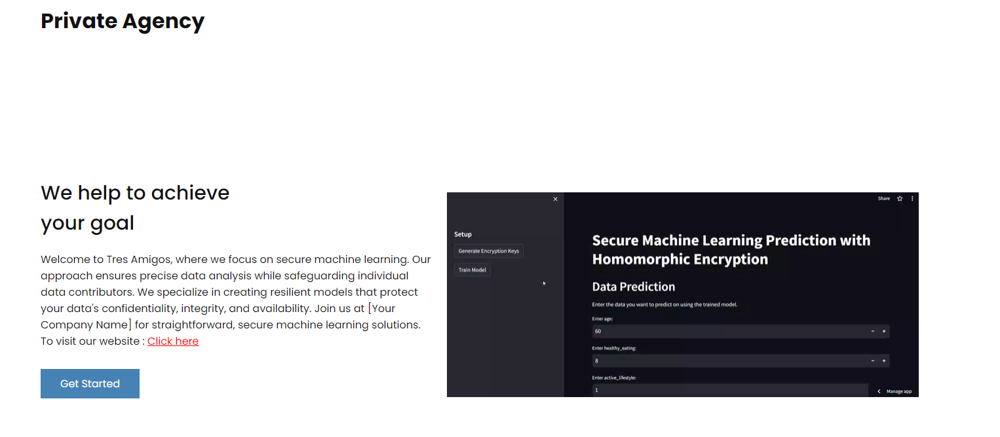 Private Agency
We help to achieve
your goal
Welcome to Tres Amigos, where we focus on secure machine learning. Our
approach ensures precise data analysis while safeguarding individual
data contributors. We specialize in creating resilient models that protect
your data's confidentiality, integrity, and availability. Join us at [Your
Company Name] for straightforward, secure machine learning solutions.
To visit our website : Click here
Get Started
Share
Setup
Generate Encryption Keys
Train Model
Secure Machine Learning Prediction with
Homomorphic Encryption
Data Prediction
Enter the data you want to predict on using the trained model.
Enter age:
60
Enter healthy_eating:
8
Enter active_lifestyle:
1
Manage app